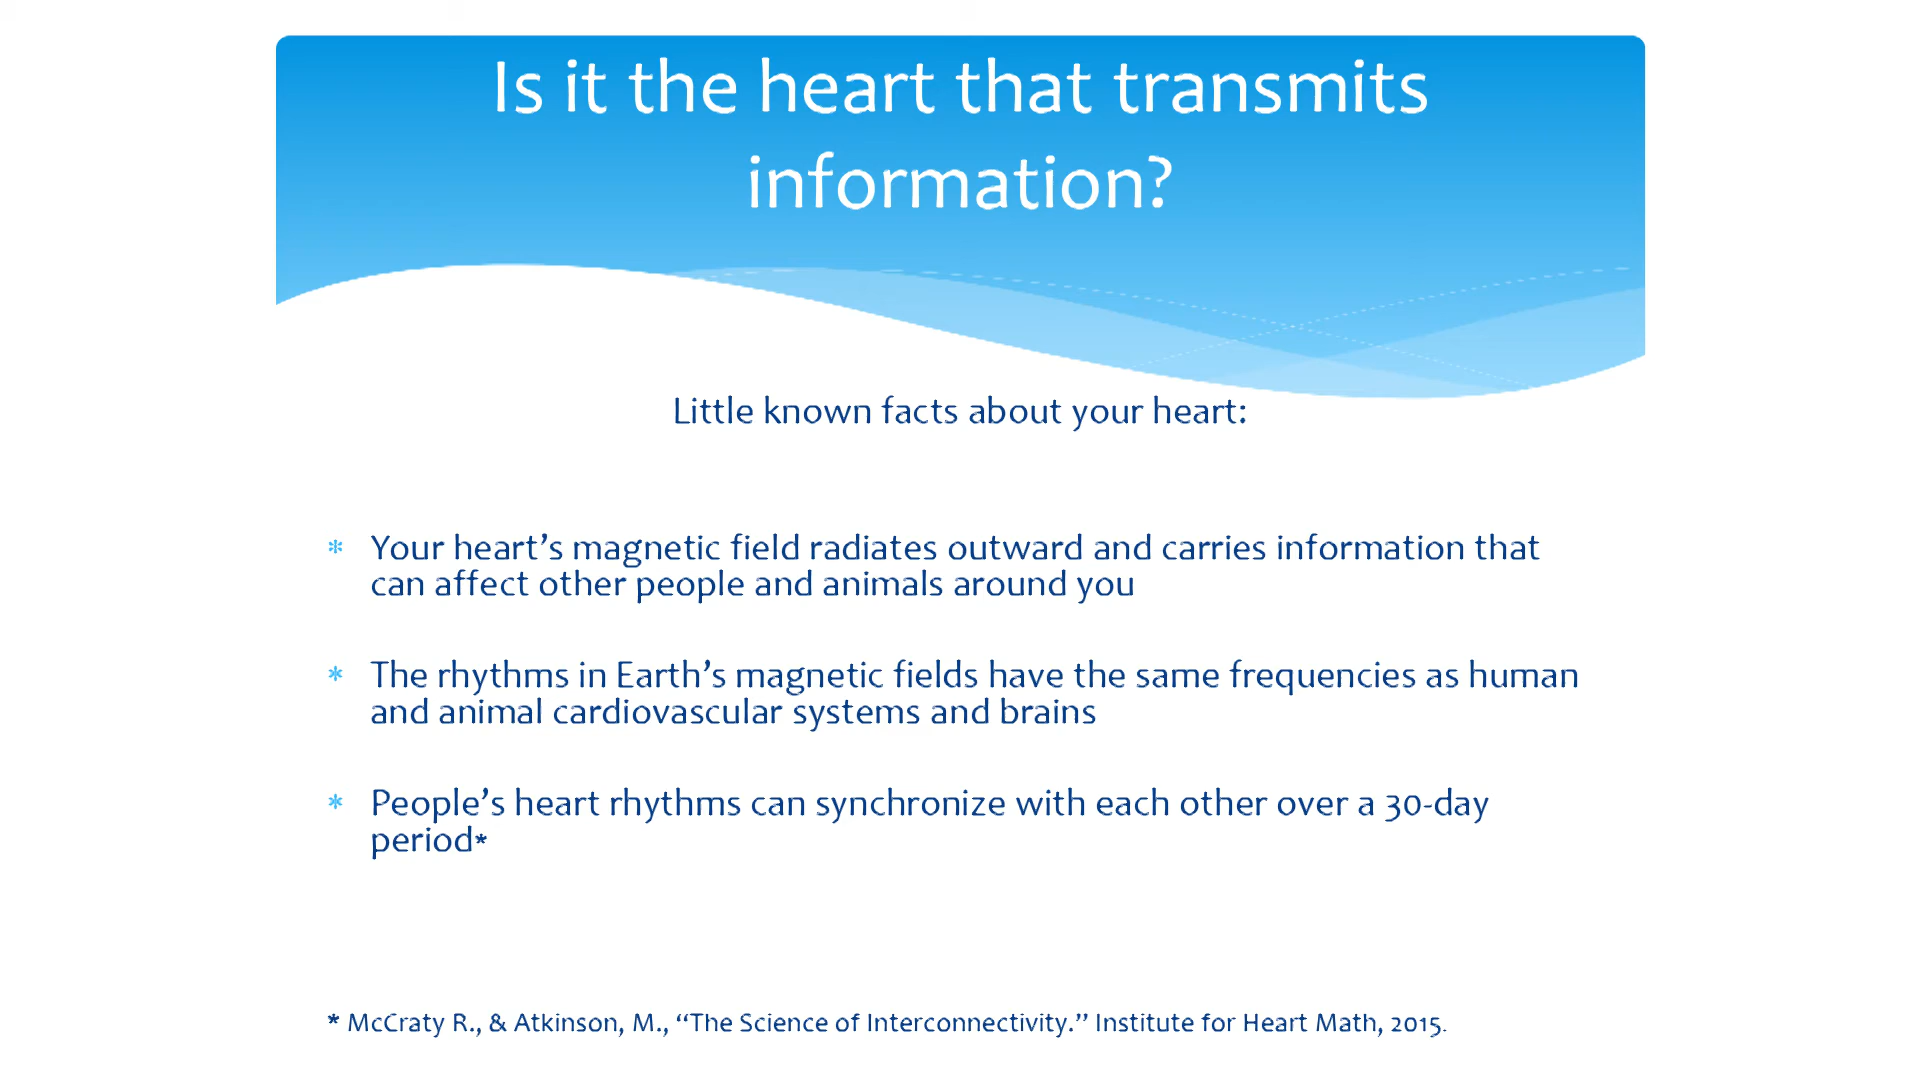 Is it the heart that transmits
information?
Little known facts about your heart:
* Your heart’s magnetic field radiates outward and carries information that
can affect other people and animals around you
* The rhythms in Earth’s magnetic fields have the same frequencies as human
and animal cardiovascular systems and brains
* People’s heart rhythms can synchronize with each other over a 30-day
period*
* McCraty R., & Atkinson, M., “The Science of Interconnectivity.” Institute for Heart Math, 2015.